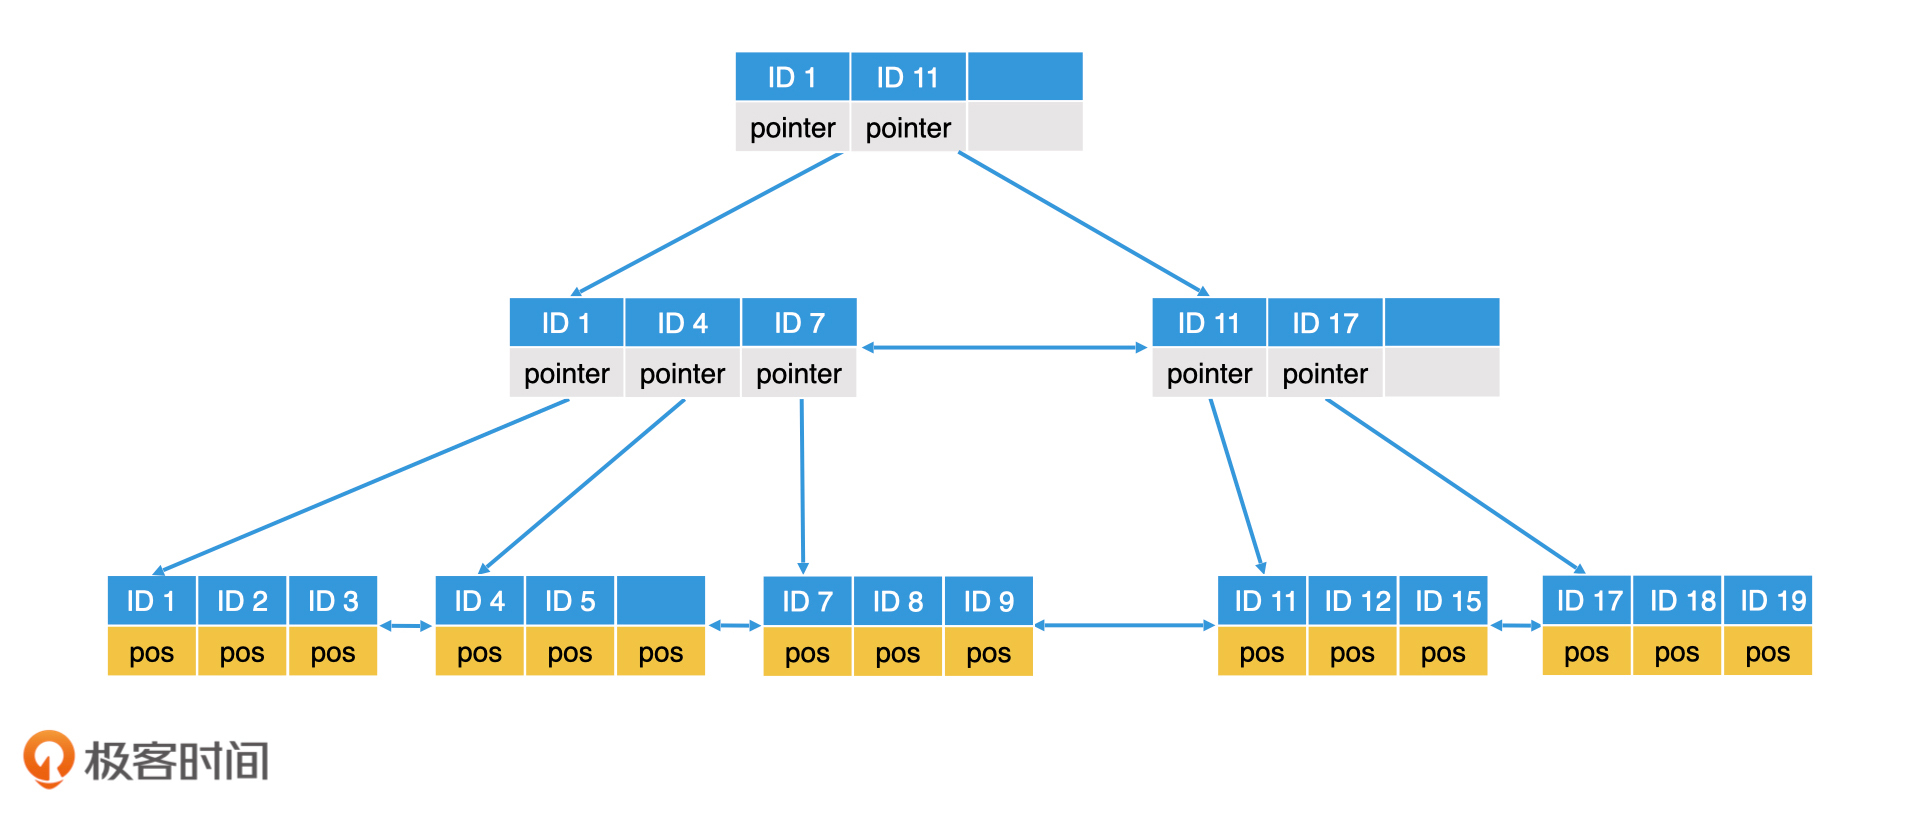 ID 1 ID 11
pointer pointer
ID 1 ID 4 ID 7 ID 11 ID 17
pointer pointer pointer pointer pointer
ID 1 ID 2 ID 3 ID 4 ID 5 ID 7 ID 8 ID 9 ID 11 ID 12 ID 15 ID 17 ID 18 ID 19
pos pos pos pos pos pos pos pos pos pos pos pos pos pos pos
极客时间